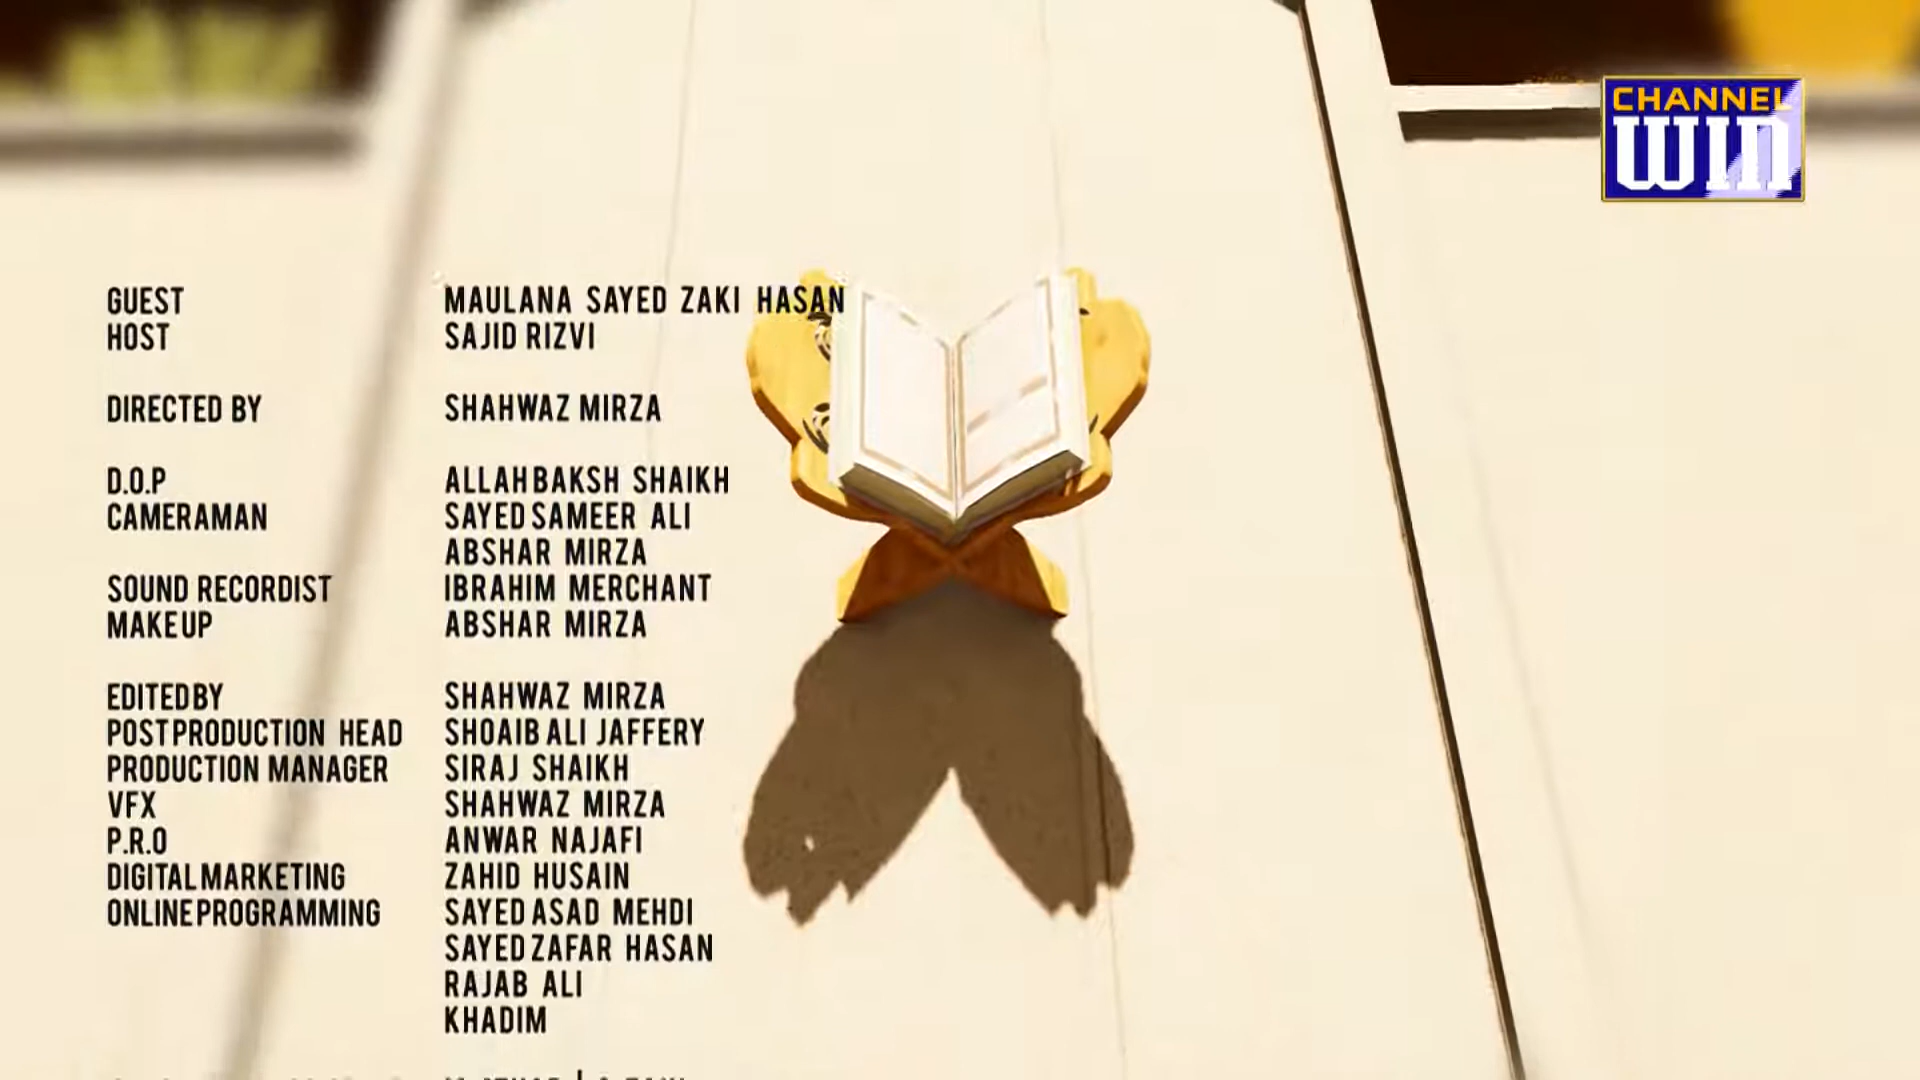 CHANNEL
WIN
GUEST MAULANA SAYED ZAKI HASAN
HOST SAJID RIZVI
DIRECTED BY SHAHWAZ MIRZA
D.O.P ALLAHBAKSH SHAIKH
CAMERAMAN SAYED SAMEER ALI
ABSHAR MIRZA
SOUND RECORDIST IBRAHIM MERCHANT
MAKEUP ABSHAR MIRZA
EDITED BY SHAHWAZ MIRZA
POST PRODUCTION HEAD SHOAIB ALI JAFFERY
PRODUCTION MANAGER SIRAJ SHAIKH
VFX SHAHWAZ MIRZA
P.R.O ANWAR NAJAFI
DIGITAL MARKETING ZAHID HUSAIN
ONLINE PROGRAMMING SAYED ASAD MEHDI
SAYED ZAFAR HASAN
RAJAB ALI
KHADIM